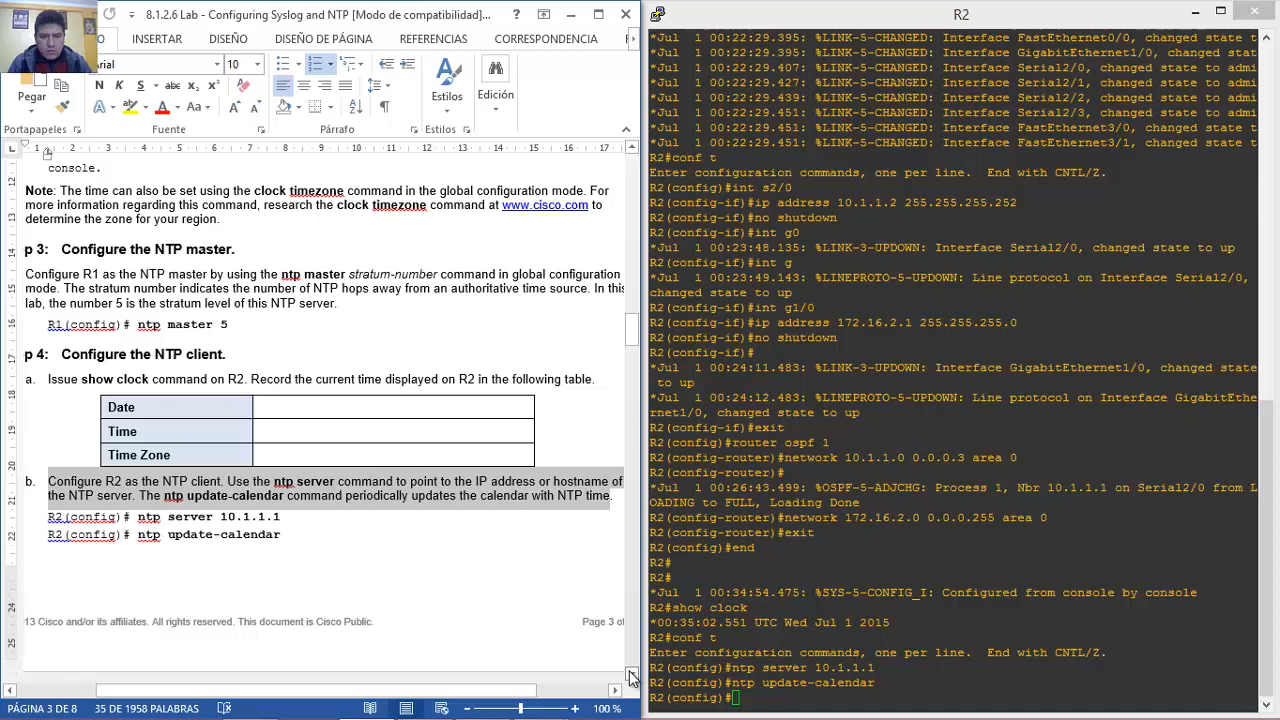 8.1.2.6 Lab - Configuring Syslog and NTP [Modo de compatibilidad]...
INSERTAR DISEÑO DISEÑO DE PÁGINA REFERENCIAS CORRESPONDENCIA
Arial 10
N K S abc x₂ x²
Pegar
Estilos
Edición
Portapapeles Fuente Párrafo Estilos
1 1 2 3 4 5 6 7 8 9 10 11 12 13 14 15 16 17
console.
Note: The time can also be set using the clock timezone command in the global configuration mode. For
more information regarding this command, research the clock timezone command at www.cisco.com to
determine the zone for your region.
p 3: Configure the NTP master.
Configure R1 as the NTP master by using the ntp master stratum-number command in global configuration
mode. The stratum number indicates the number of NTP hops away from an authoritative time source. In this
lab, the number 5 is the stratum level of this NTP server.
R1(config)# ntp master 5
p 4: Configure the NTP client.
a. Issue show clock command on R2. Record the current time displayed on R2 in the following table.
Date
Time
Time Zone
b. Configure R2 as the NTP client. Use the ntp server command to point to the IP address or hostname of
the NTP server. The ntp update-calendar command periodically updates the calendar with NTP time.
R2(config)# ntp server 10.1.1.1
R2(config)# ntp update-calendar
13 Cisco and/or its affiliates. All rights reserved. This document is Cisco Public. Page 3 of
PÁGINA 3 DE 8 35 DE 1958 PALABRAS 100 %
R2
*Jul 1 00:22:29.395: %LINK-5-CHANGED: Interface FastEthernet0/0, changed state t
*Jul 1 00:22:29.395: %LINK-5-CHANGED: Interface GigabitEthernet1/0, changed stat
*Jul 1 00:22:29.407: %LINK-5-CHANGED: Interface Serial2/0, changed state to admi
*Jul 1 00:22:29.427: %LINK-5-CHANGED: Interface Serial2/1, changed state to admi
*Jul 1 00:22:29.439: %LINK-5-CHANGED: Interface Serial2/2, changed state to admi
*Jul 1 00:22:29.451: %LINK-5-CHANGED: Interface Serial2/3, changed state to admi
*Jul 1 00:22:29.451: %LINK-5-CHANGED: Interface FastEthernet3/0, changed state t
*Jul 1 00:22:29.451: %LINK-5-CHANGED: Interface FastEthernet3/1, changed state t
R2#conf t
Enter configuration commands, one per line. End with CNTL/Z.
R2(config)#int s2/0
R2(config-if)#ip address 10.1.1.2 255.255.255.252
R2(config-if)#no shutdown
R2(config-if)#int g0
*Jul 1 00:23:48.135: %LINK-3-UPDOWN: Interface Serial2/0, changed state to up
R2(config-if)#int g
*Jul 1 00:23:49.143: %LINEPROTO-5-UPDOWN: Line protocol on Interface Serial2/0,
changed state to up
R2(config-if)#int g1/0
R2(config-if)#ip address 172.16.2.1 255.255.255.0
R2(config-if)#no shutdown
R2(config-if)#
*Jul 1 00:24:11.483: %LINK-3-UPDOWN: Interface GigabitEthernet1/0, changed state
to up
*Jul 1 00:24:12.483: %LINEPROTO-5-UPDOWN: Line protocol on Interface GigabitEthe
rnet1/0, changed state to up
R2(config-if)#exit
R2(config)#router ospf 1
R2(config-router)#network 10.1.1.0 0.0.0.3 area 0
R2(config-router)#
*Jul 1 00:26:43.499: %OSPF-5-ADJCHG: Process 1, Nbr 10.1.1.1 on Serial2/0 from LO
ADING to FULL, Loading Done
R2(config-router)#network 172.16.2.0 0.0.0.255 area 0
R2(config-router)#exit
R2(config)#end
R2#
R2#
*Jul 1 00:34:54.475: %SYS-5-CONFIG_I: Configured from console by console
R2#show clock
*00:35:02.551 UTC Wed Jul 1 2015
R2#conf t
Enter configuration commands, one per line. End with CNTL/Z.
R2(config)#ntp server 10.1.1.1
R2(config)#ntp update-calendar
R2(config)#